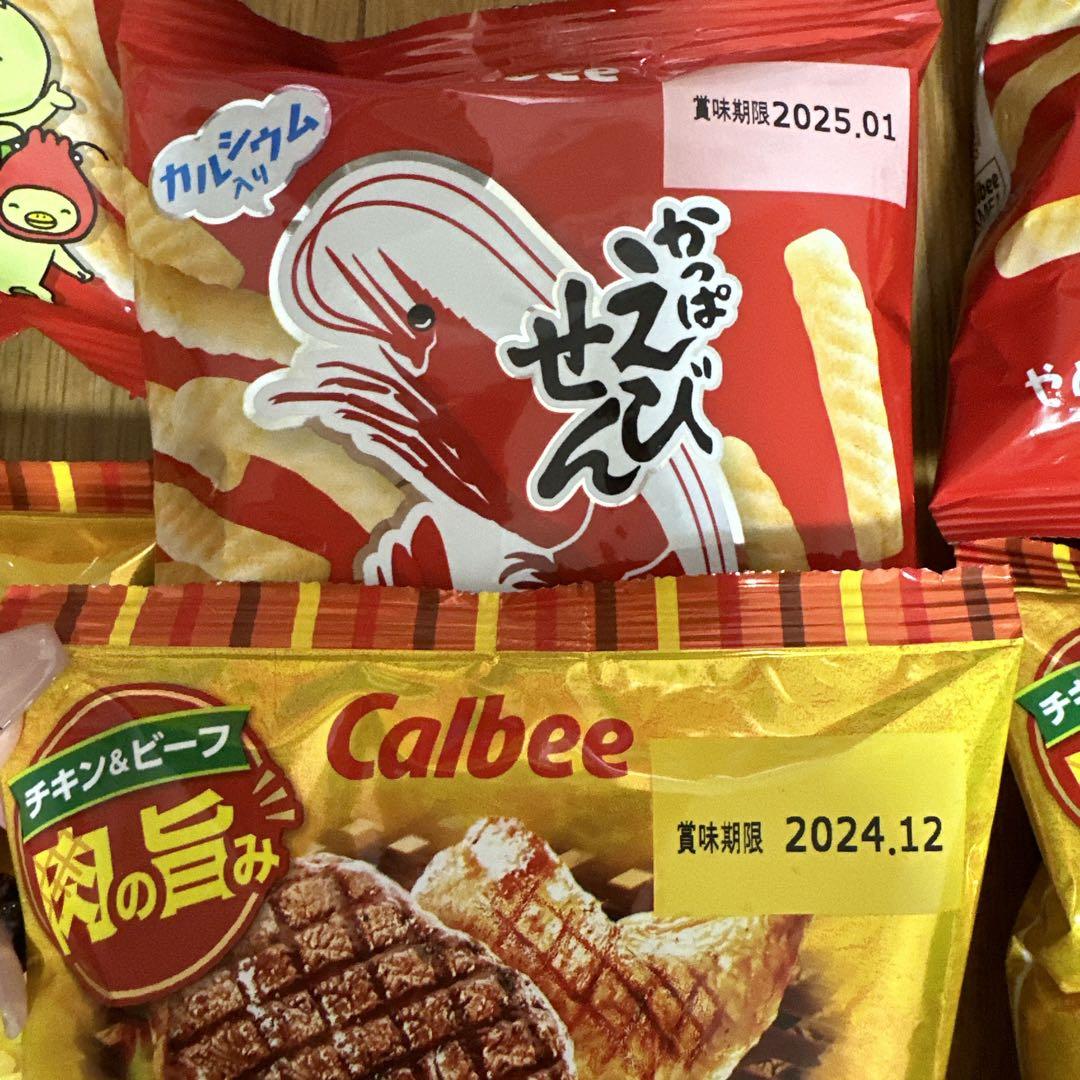 賞味期限2025.01
カルシウム
入り
かっぱ
えびせん
Calbee
賞味期限 2024.12
チキン&ビーフ
肉の旨み
チキ